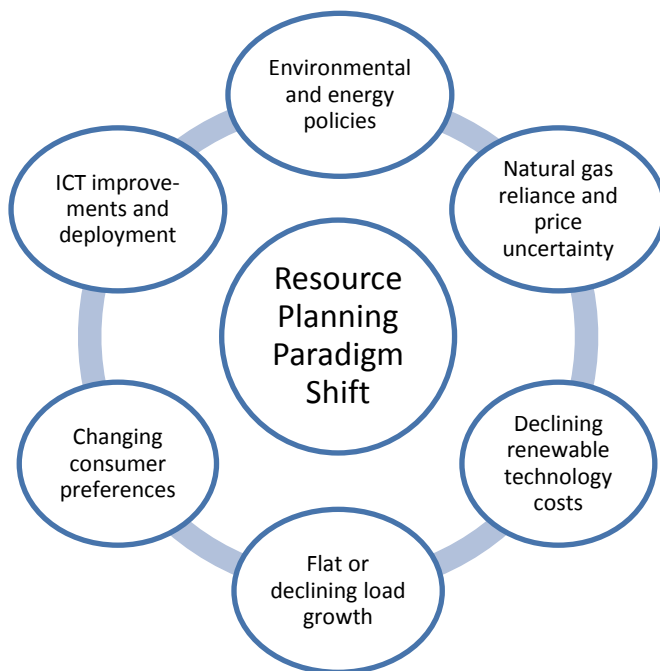 Environmental
and energy
policies
Natural gas
reliance and
price
uncertainty
Declining
renewable
technology
costs
Flat or
declining load
growth
Changing
consumer
preferences
ICT improve-
ments and
deployment
Resource
Planning
Paradigm
Shift